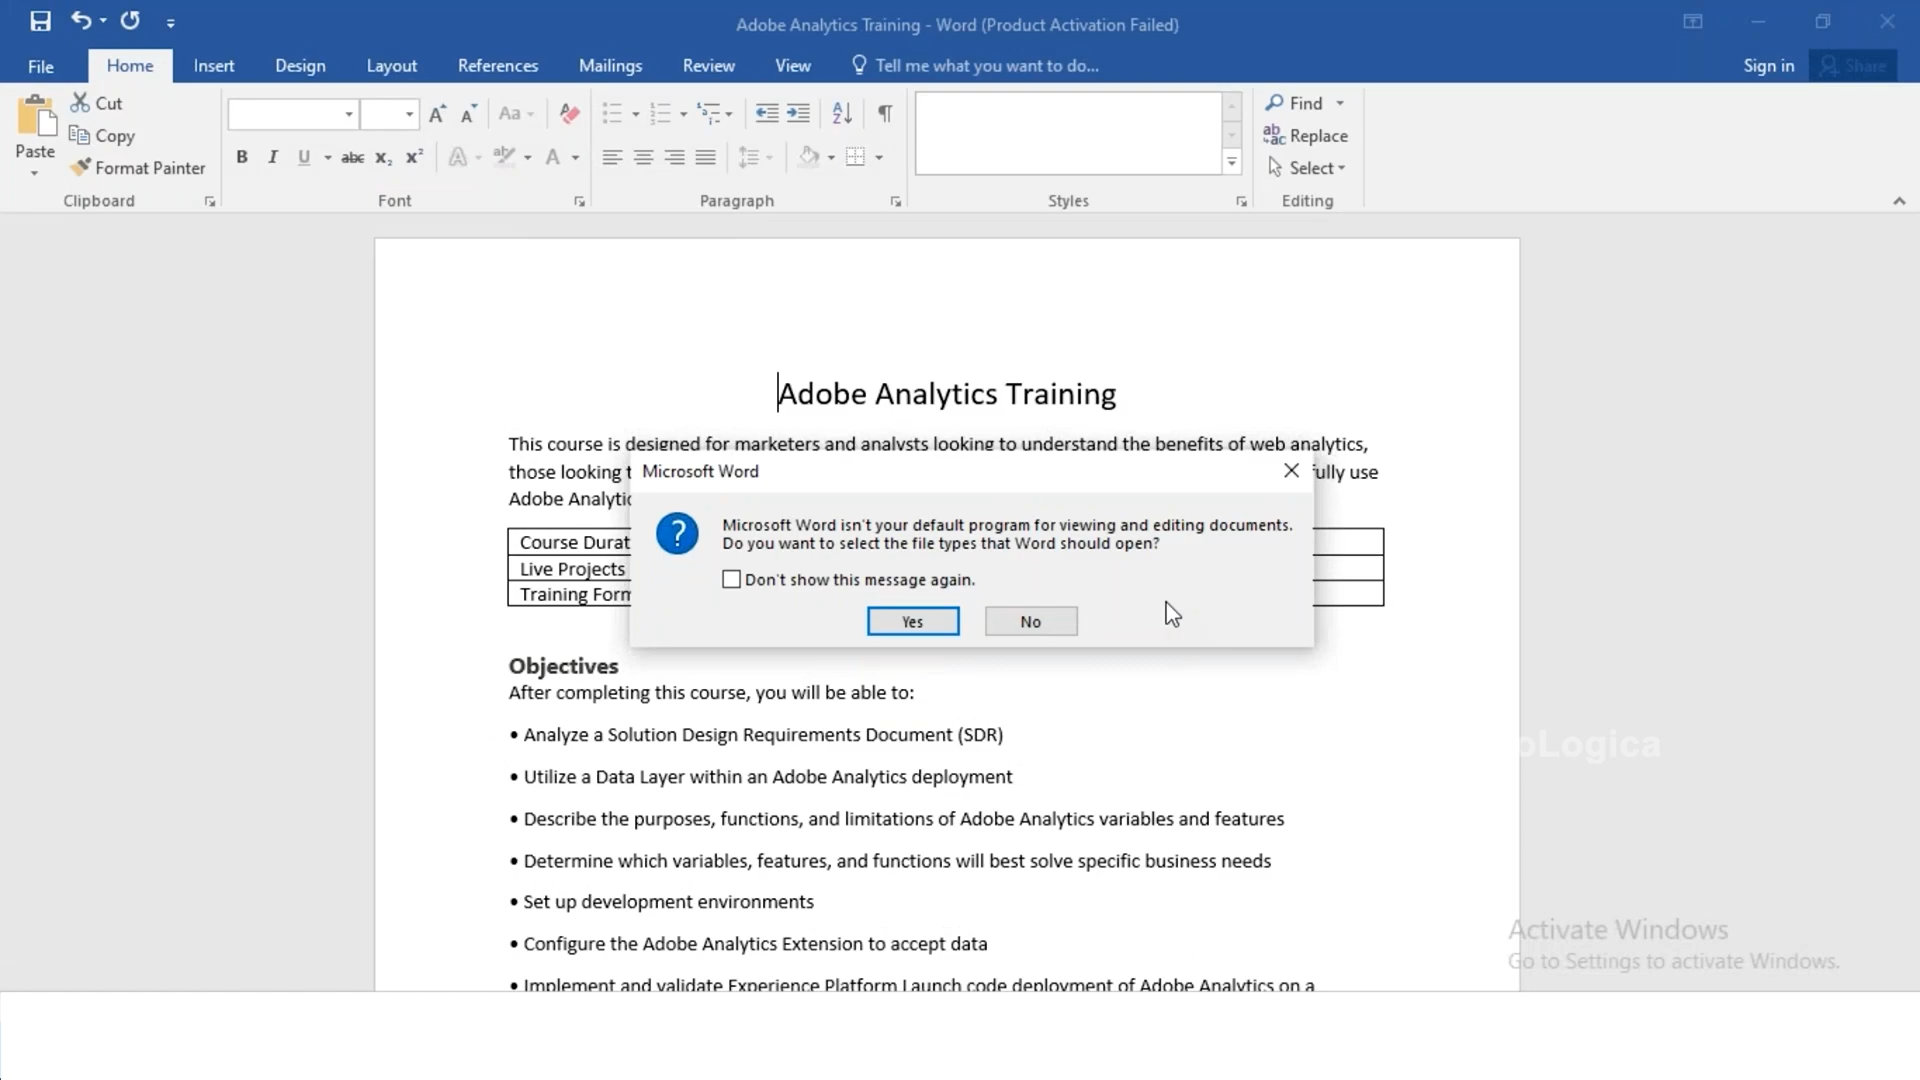 Adobe Analytics Training - Word (Product Activation Failed)
File Home Insert Design Layout References Mailings Review View Tell me what you want to do... Sign in Share
Paste
Cut
Copy
Format Painter
Clipboard
Aa
B I U abc x₂ x² A ab A
Font
Paragraph
Styles
Find
Replace
Select
Editing
Adobe Analytics Training
This course is designed for marketers and analysts looking to understand the benefits of web analytics,
those looking fully use
Adobe
Course
Live Projects
Training
Microsoft Word
Microsoft Word isn't your default program for viewing and editing documents.
Do you want to select the file types that Word should open?
Don't show this message again.
Yes No
Objectives
After completing this course, you will be able to:
• Analyze a Solution Design Requirements Document (SDR)
• Utilize a Data Layer within an Adobe Analytics deployment
• Describe the purposes, functions, and limitations of Adobe Analytics variables and features
• Determine which variables, features, and functions will best solve specific business needs
• Set up development environments
• Configure the Adobe Analytics Extension to accept data
• Implement and validate Experience Platform Launch code deployment of Adobe Analytics on a
oLogica
Activate Windows
Go to Settings to activate Windows.